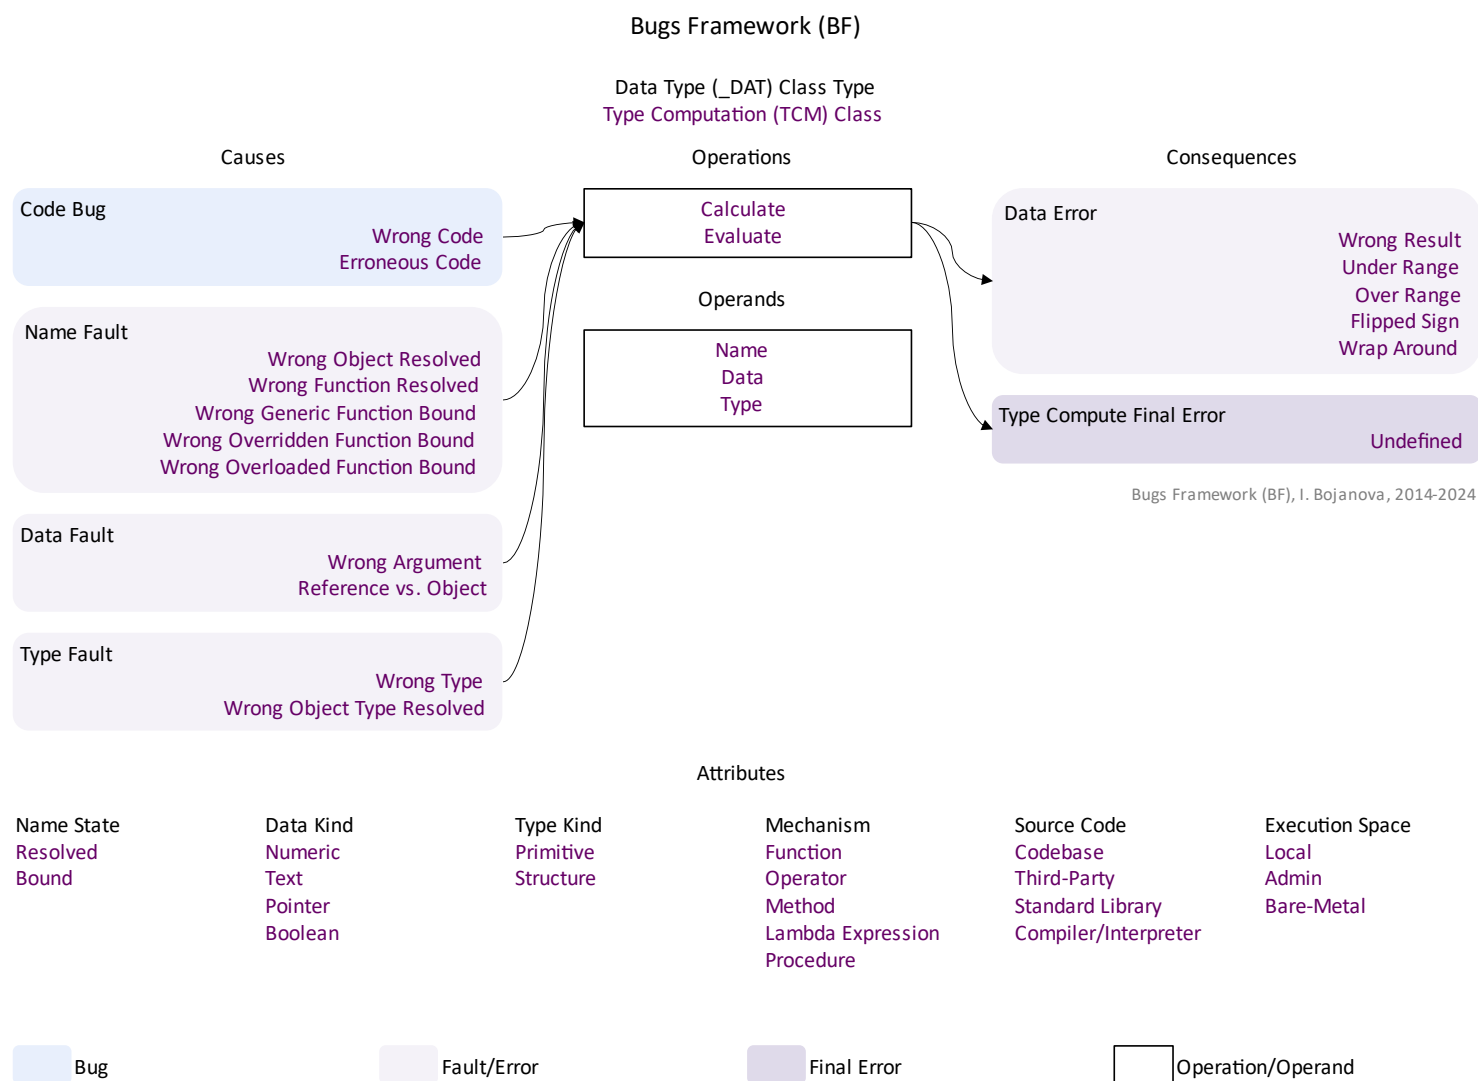 Bugs Framework (BF)
Data Type (_DAT) Class Type
Type Computation (TCM) Class
Causes
Code Bug
Wrong Code
Erroneous Code
Name Fault
Wrong Object Resolved
Wrong Function Resolved
Wrong Generic Function Bound
Wrong Overridden Function Bound
Wrong Overloaded Function Bound
Data Fault
Wrong Argument
Reference vs. Object
Type Fault
Wrong Type
Wrong Object Type Resolved
Operations
Calculate
Evaluate
Operands
Name
Data
Type
Consequences
Data Error
Wrong Result
Under Range
Over Range
Flipped Sign
Wrap Around
Type Compute Final Error
Undefined
Bugs Framework (BF), I. Bojanova, 2014-2024
Attributes
Name State
Resolved
Bound
Data Kind
Numeric
Text
Pointer
Boolean
Type Kind
Primitive
Structure
Mechanism
Function
Operator
Method
Lambda Expression
Procedure
Source Code
Codebase
Third-Party
Standard Library
Compiler/Interpreter
Execution Space
Local
Admin
Bare-Metal
Bug
Fault/Error
Final Error
Operation/Operand